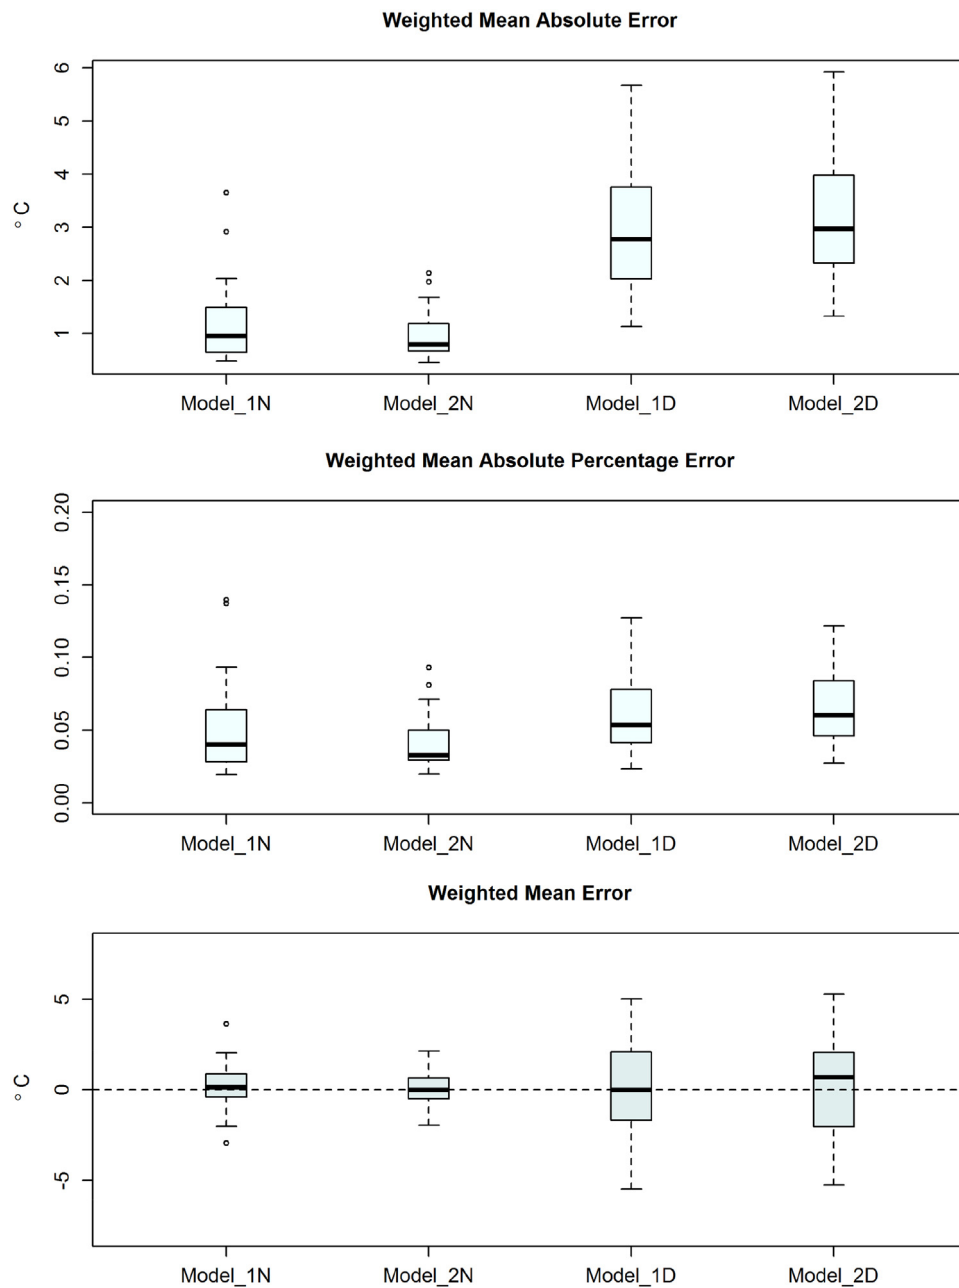 Weighted Mean Absolute Error
6
5
4
3
2
1
° C
Model_1N Model_2N Model_1D Model_2D
Weighted Mean Absolute Percentage Error
0.20
0.15
0.10
0.05
0.00
Model_1N Model_2N Model_1D Model_2D
Weighted Mean Error
5
0
-5
° C
Model_1N Model_2N Model_1D Model_2D